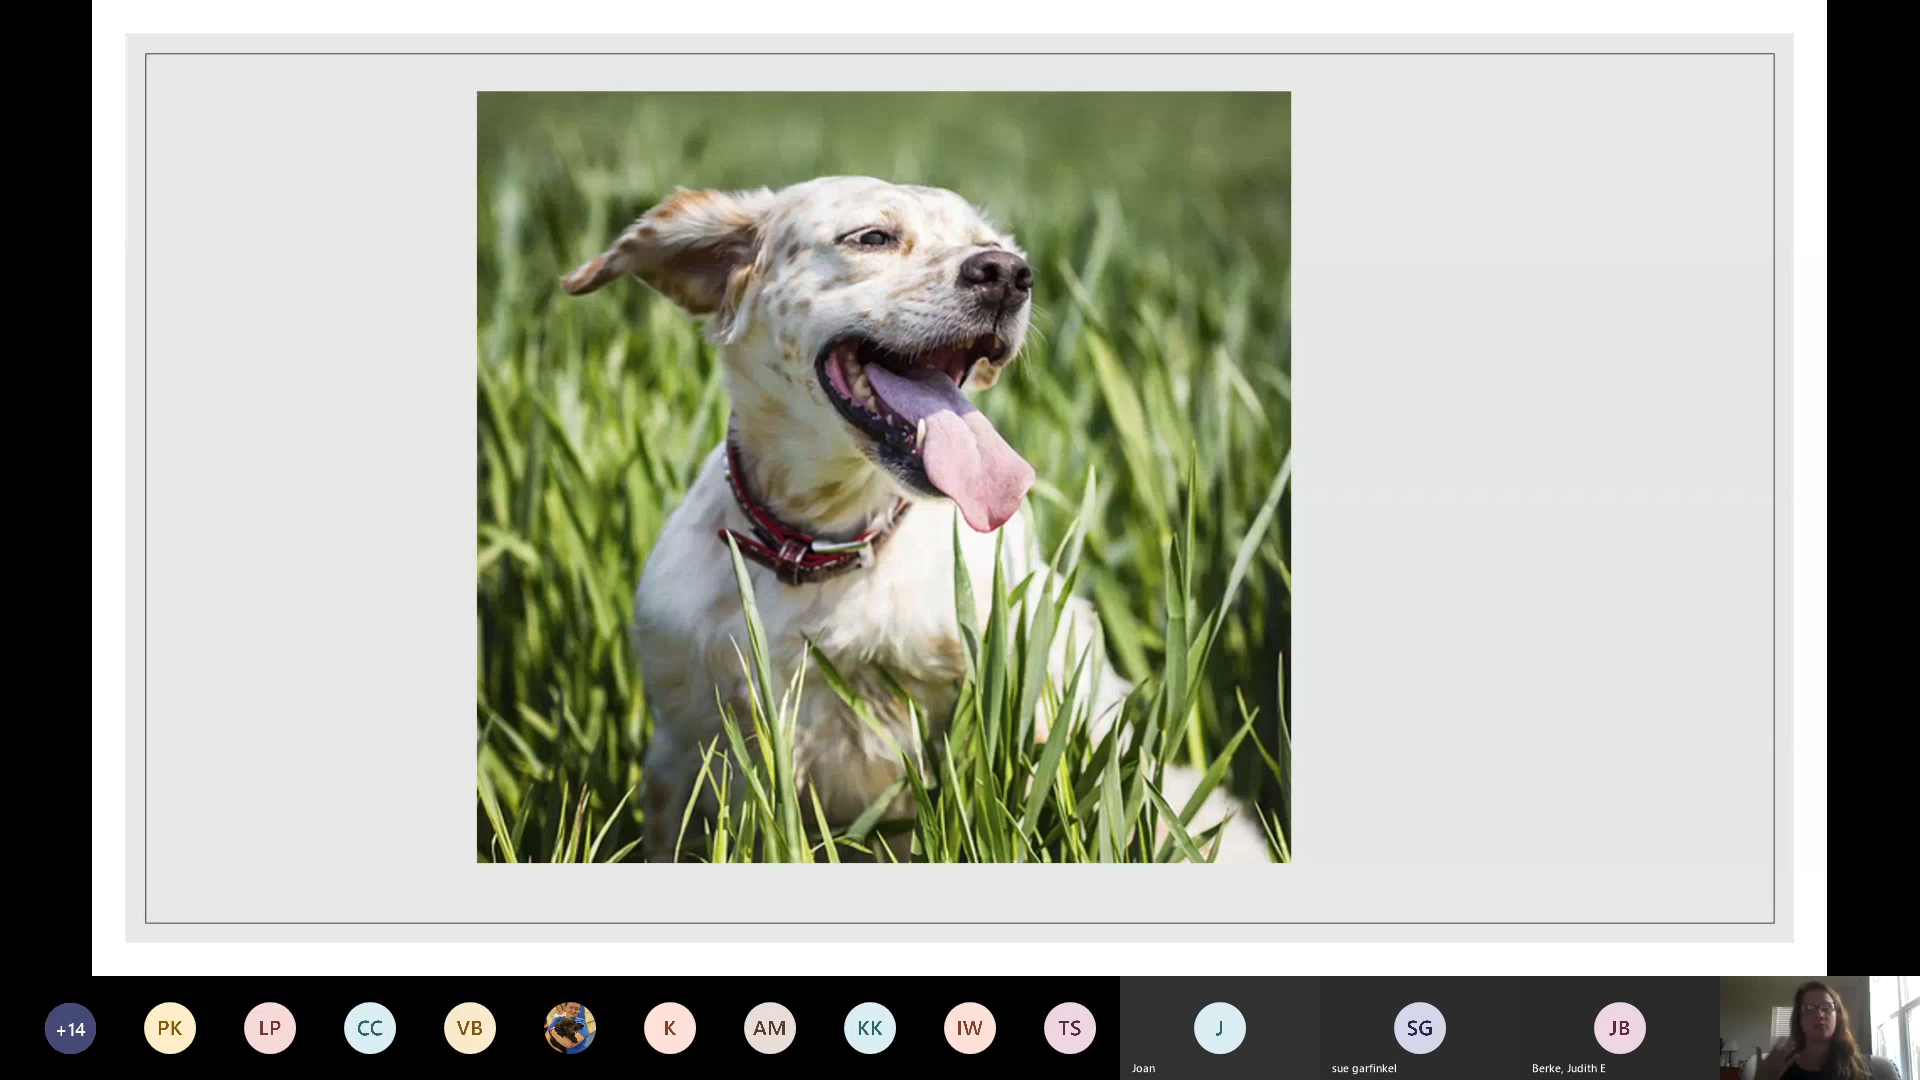 +14
PK
LP
CC
VB
K
AM
KK
IW
TS
J
SG
JB
Joan
sue garfinkel
Berke, Judith E